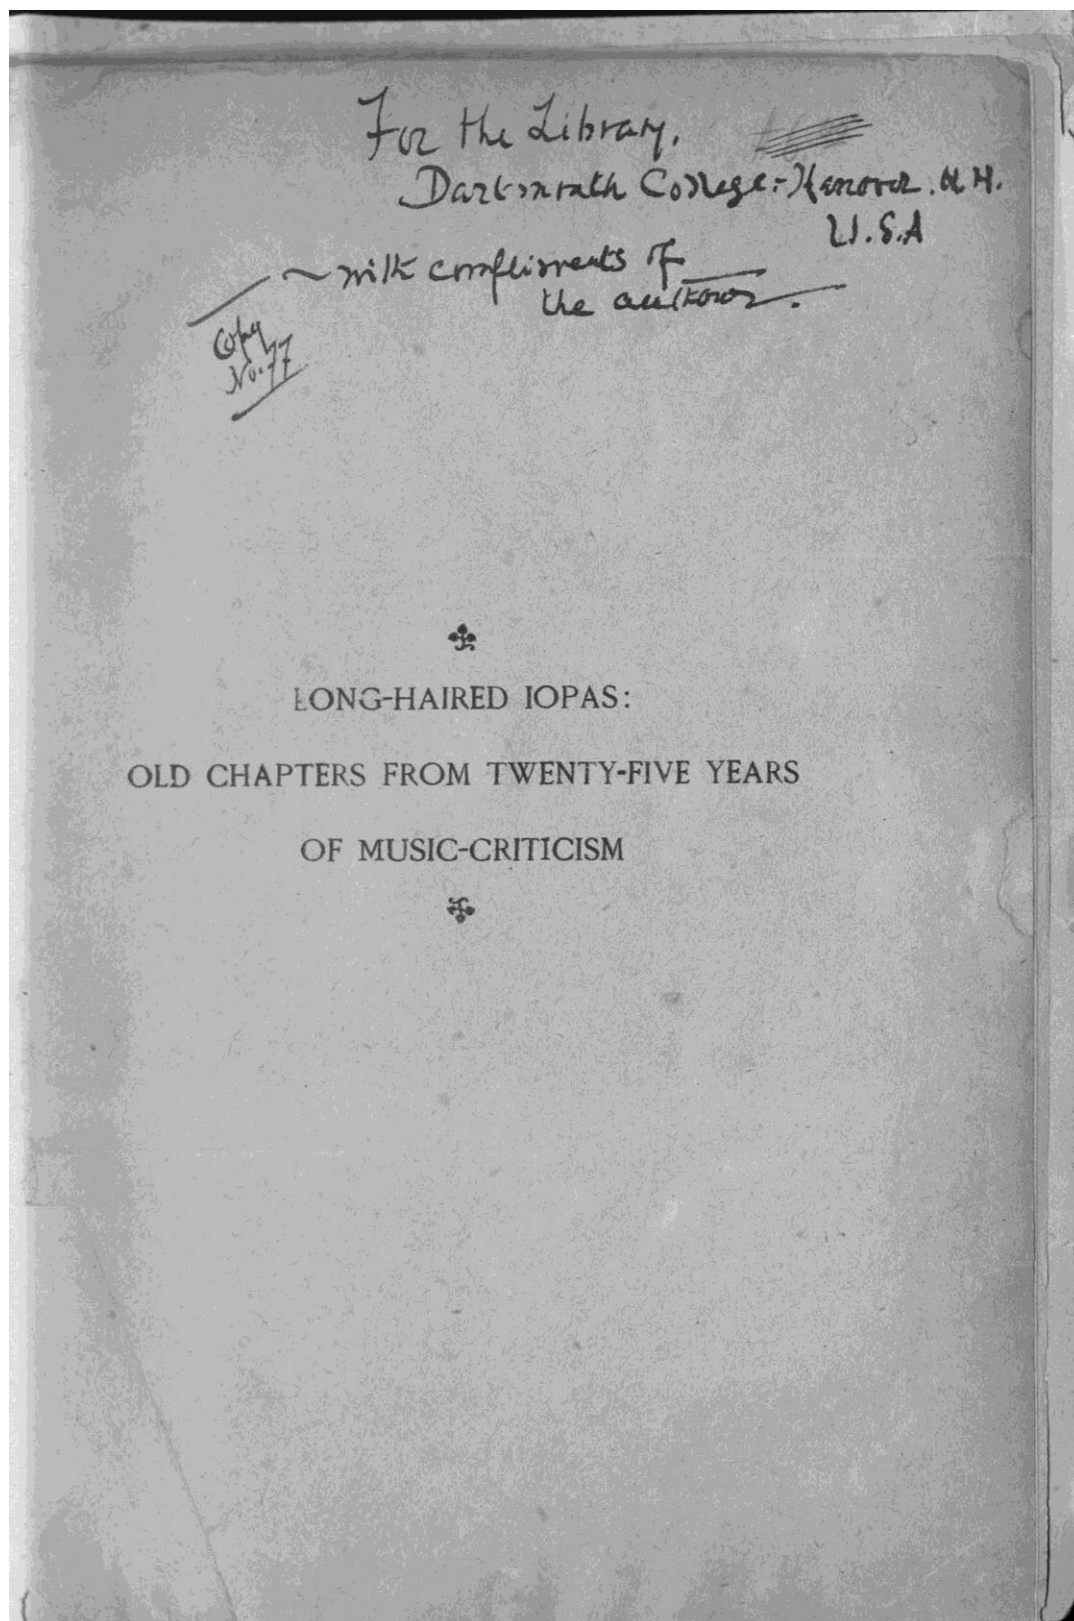 For the Library,
Dartmouth College:- Hanover. N.H.
U.S.A
~ with compliments of
the author.
Copy
No. 77
LONG-HAIRED IOPAS:
OLD CHAPTERS FROM TWENTY-FIVE YEARS
OF MUSIC-CRITICISM